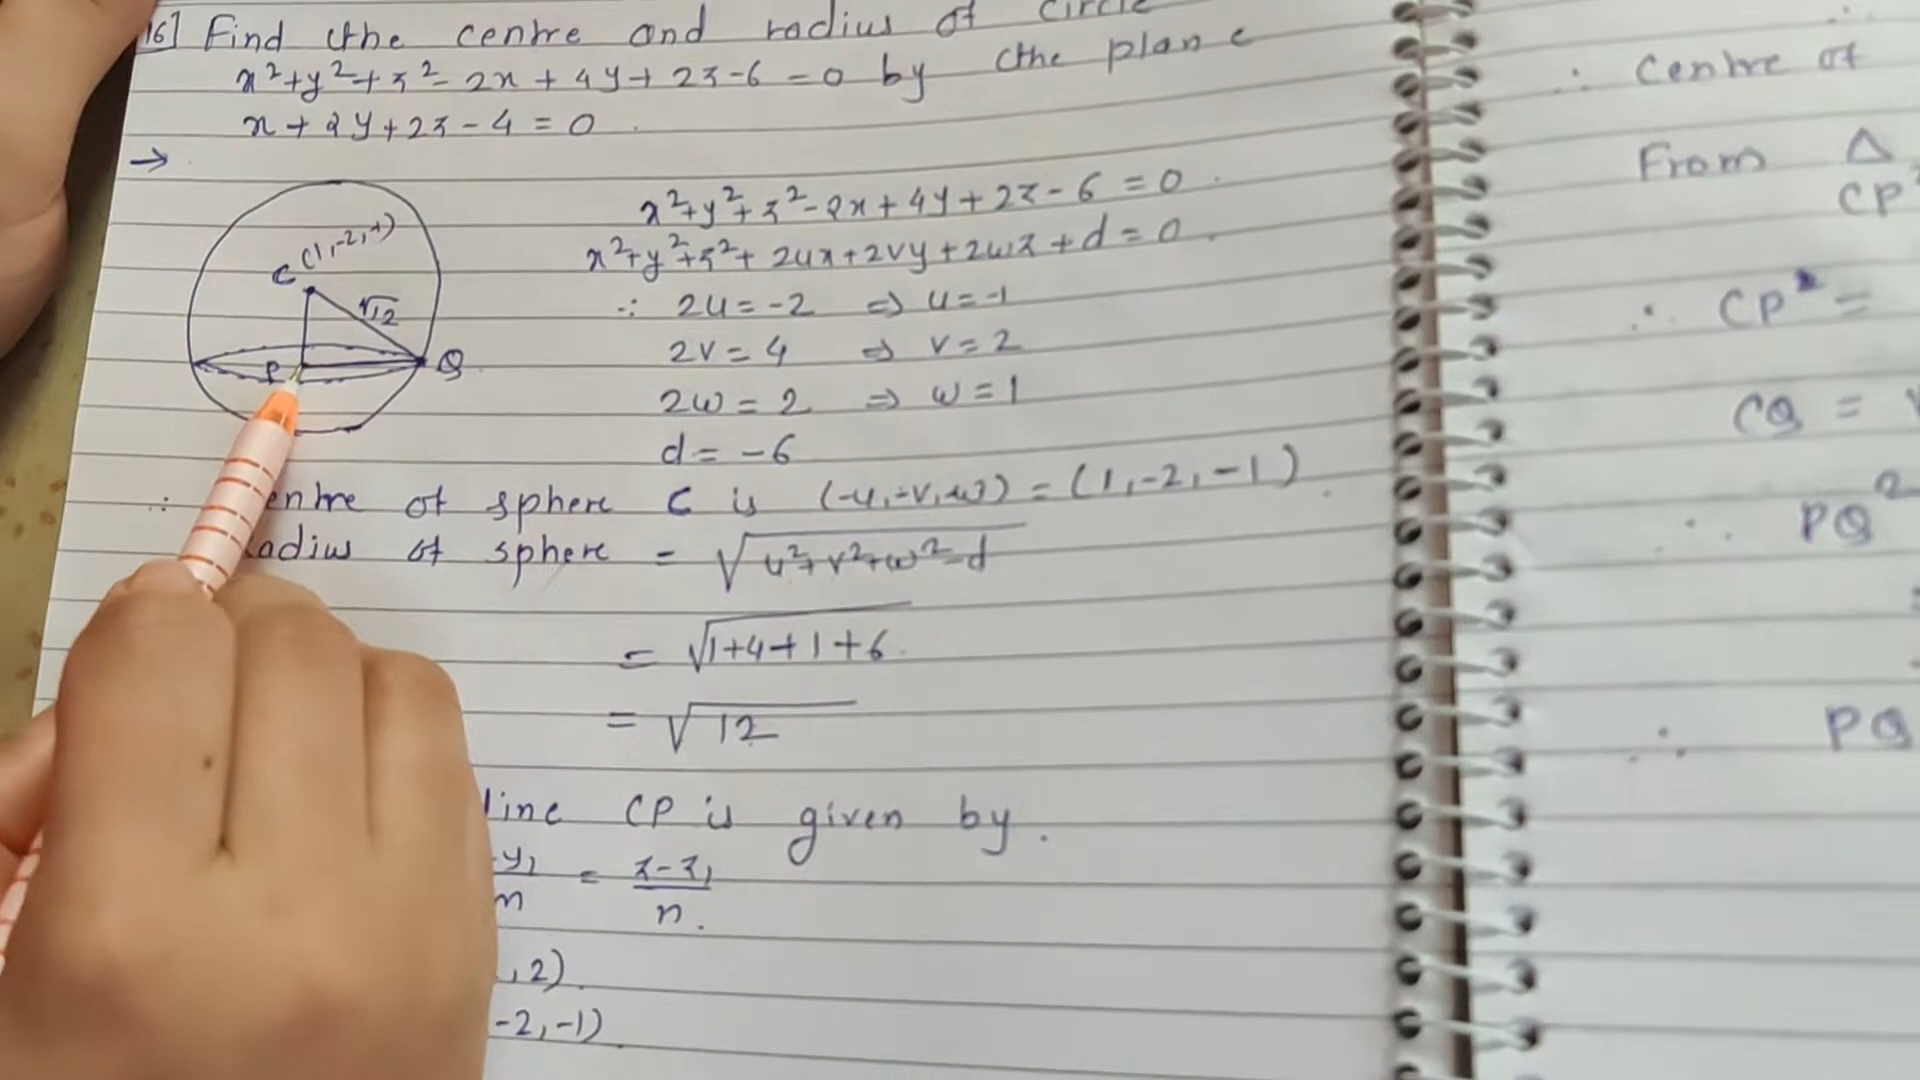 16] Find the centre and radius of circle
x²+y²+z²-2x+4y+2z-6=0 by the plane
x+2y+2z-4=0.
→
C (1,-2,-1)
√12
P
Q
x²+y²+z²-2x+4y+2z-6=0.
x²+y²+z²+2ux+2vy+2wz+d=0.
∴ 2u=-2 ⇒ u=-1
2v=4 ⇒ v=2
2w=2 ⇒ w=1
d=-6
∴ entre of sphere C is (-u,-v,-w)=(1,-2,-1).
adius of sphere = √u²+v²+w²-d
= √1+4+1+6.
= √12
line CP is given by.
-y₁/m = z-z₁/n.
,2).
-2,-1).
∴ Centre of
From Δ
CP²
∴ CP =
CQ =
∴ PQ²
∴ PQ